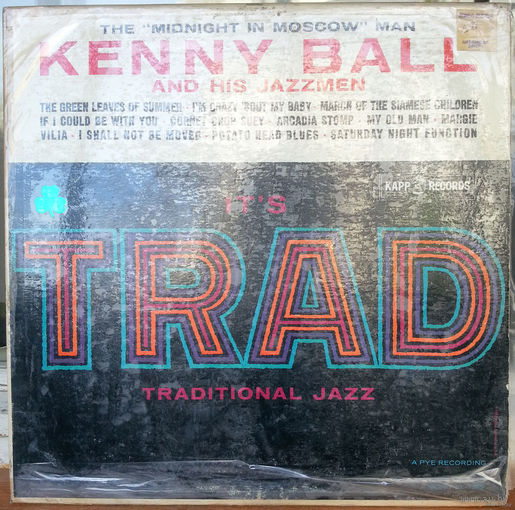 THE "MIDNIGHT IN MOSCOW" MAN
KENNY BALL
AND HIS JAZZMEN
THE GREEN LEAVES OF SUMMER · I'M CRAZY 'BOUT MY BABY · MARCH OF THE SIAMESE CHILDREN
IF I COULD BE WITH YOU · CORNET CHOP SUEY · ARCADIA STOMP · MY OLD MAN · MARGIE
VILIA · I SHALL NOT BE MOVED · POTATO HEAD BLUES · SATURDAY NIGHT FUNCTION
KAPP RECORDS
IT'S
TRAD
TRADITIONAL JAZZ
A PYE RECORDING